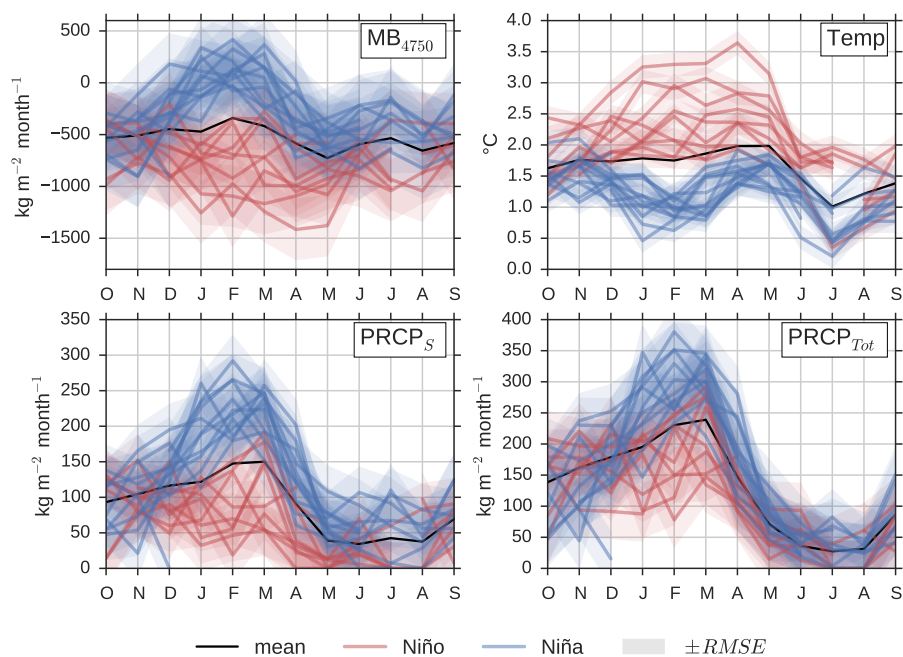 MB4750
kg m−2 month−1
500
0
−500
−1000
−1500
O N D J F M A M J J A S
Temp
°C
4.0
3.5
3.0
2.5
2.0
1.5
1.0
0.5
0.0
O N D J F M A M J J A S
PRCPS
kg m−2 month−1
350
300
250
200
150
100
50
0
O N D J F M A M J J A S
PRCPTot
kg m−2 month−1
400
350
300
250
200
150
100
50
0
O N D J F M A M J J A S
mean Niño Niña ±RMSE